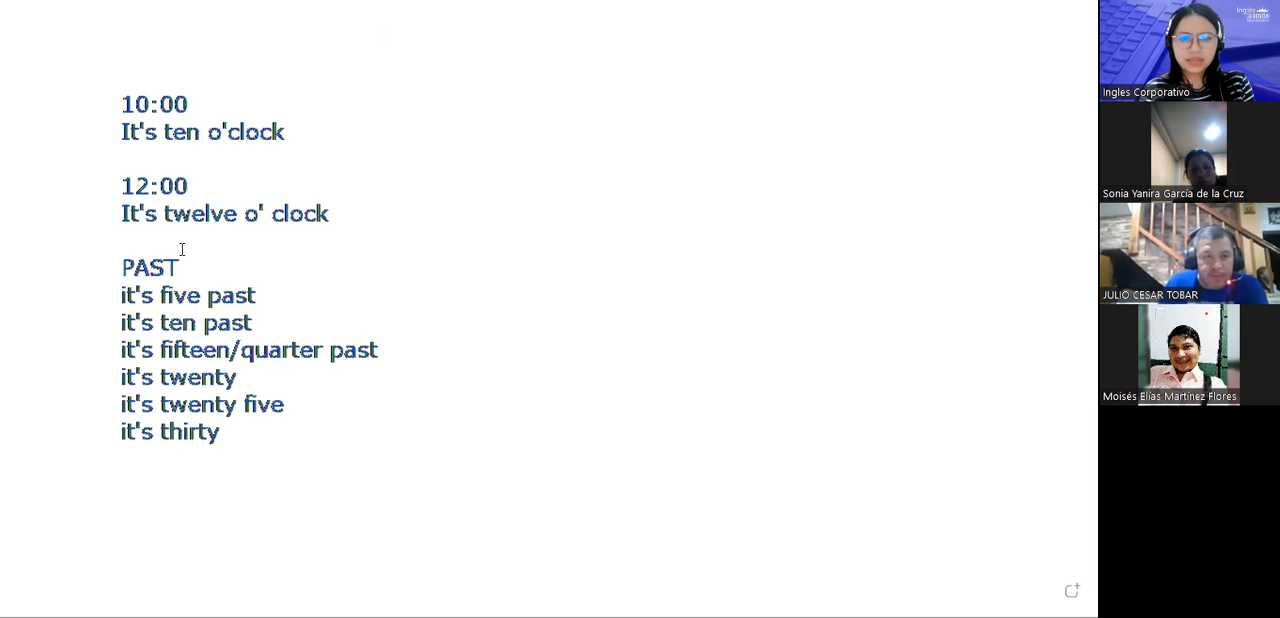 10:00
It's ten o'clock
12:00
It's twelve o' clock
PAST
it's five past
it's ten past
it's fifteen/quarter past
it's twenty
it's twenty five
it's thirty
Ingles Corporativo
Sonia Yanira García de la Cruz
JULIO CESAR TOBAR
Moisés Elías Martínez Flores